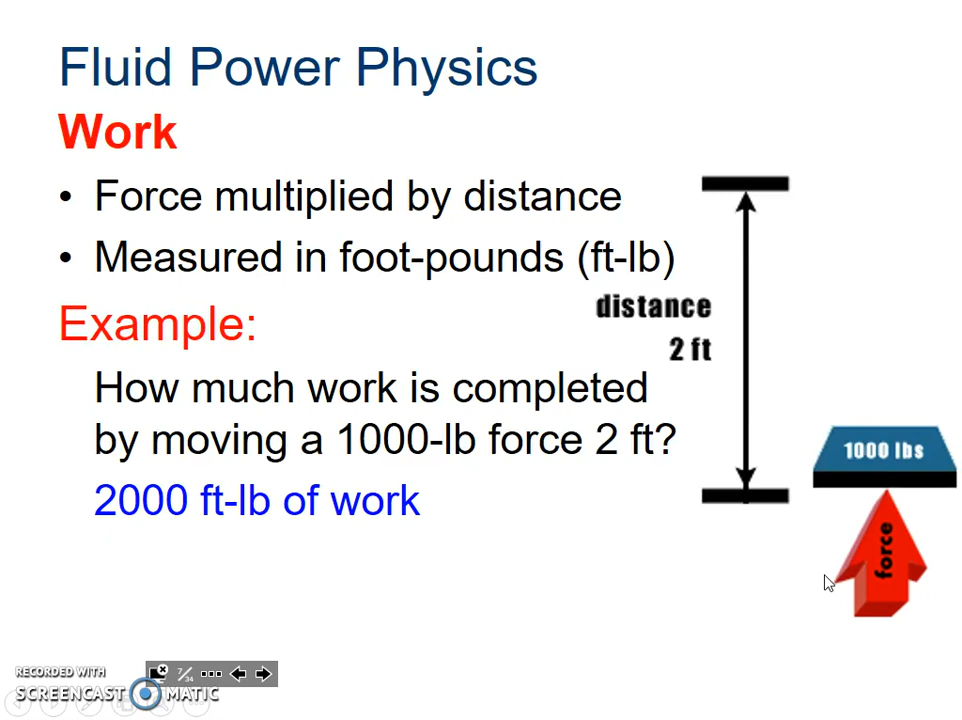 Fluid Power Physics
Work
• Force multiplied by distance
• Measured in foot-pounds (ft-lb)
Example:
How much work is completed
by moving a 1000-lb force 2 ft?
2000 ft-lb of work
distance
2 ft
1000 lbs
force
RECORDED WITH
SCREENCAST MATIC
7/34